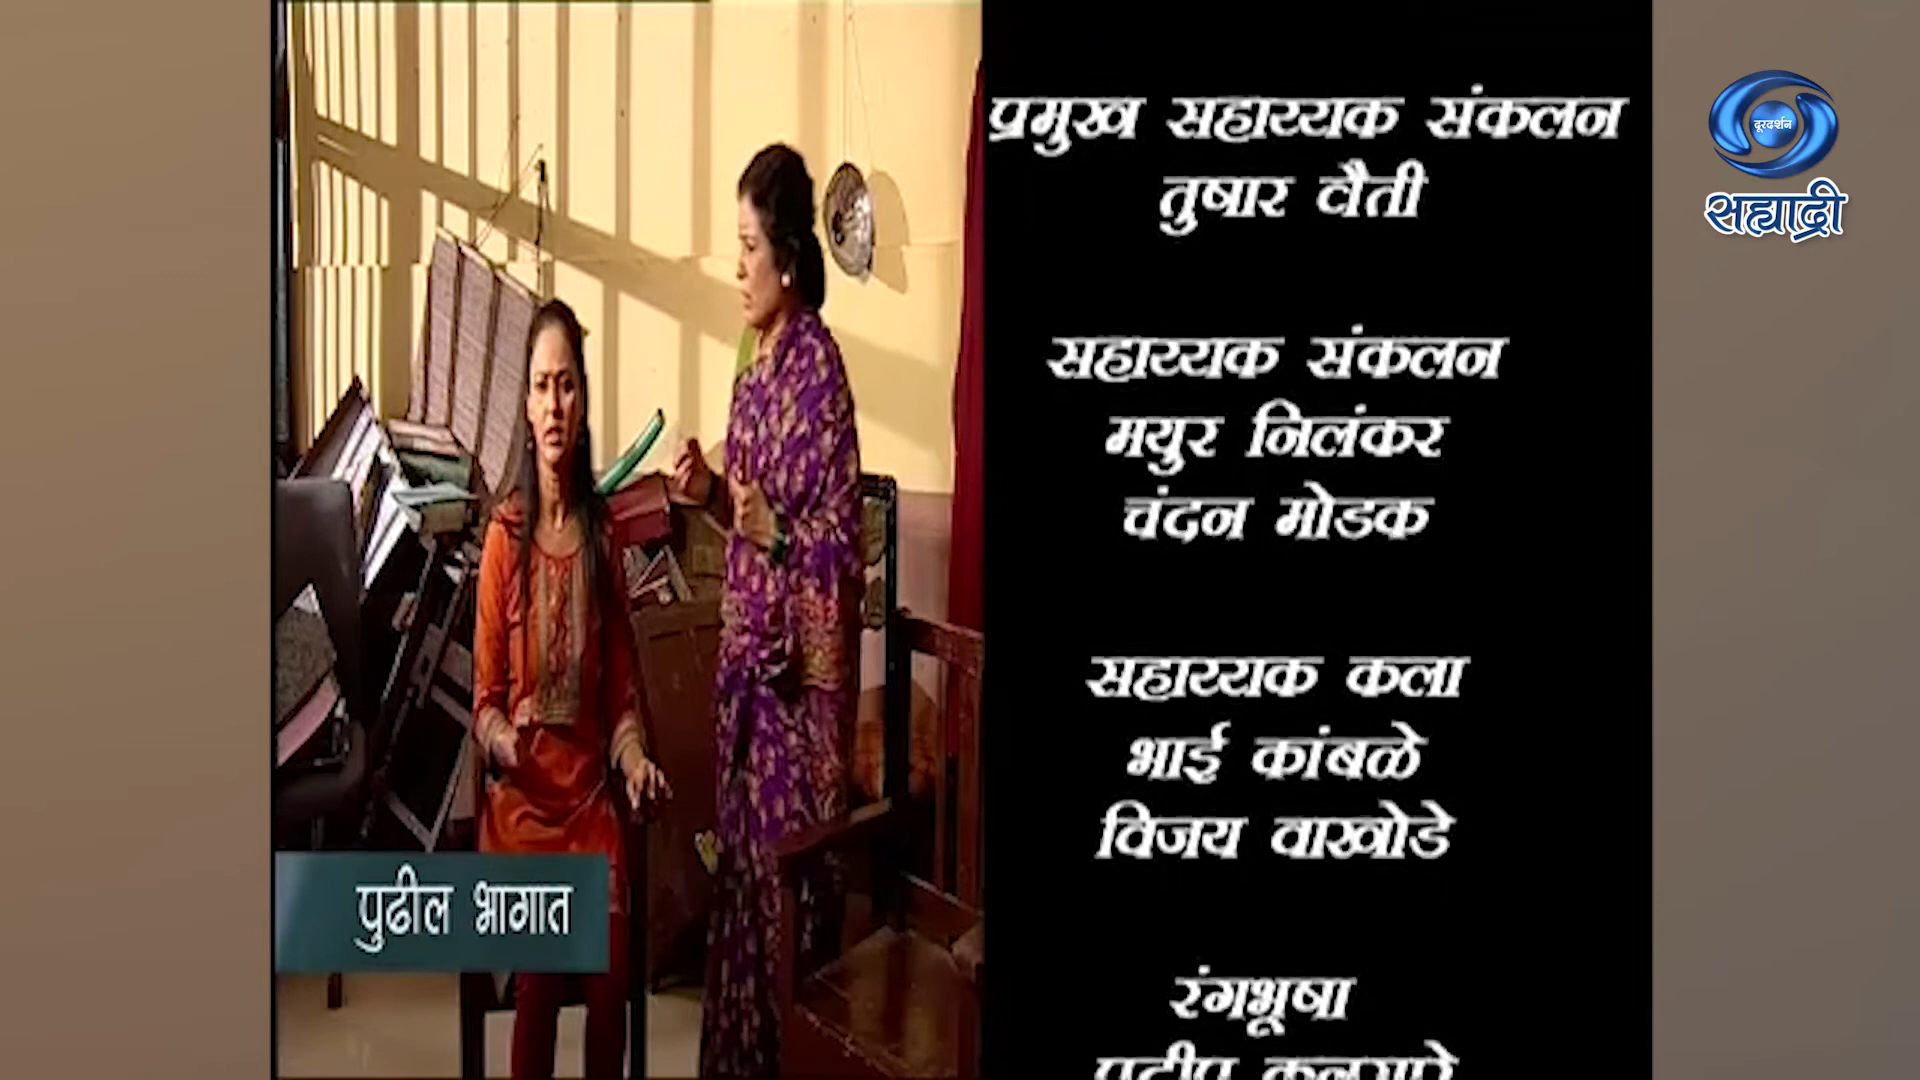 प्रमुख सहाय्यक संकलन
तुषार चौती
सहाय्यक संकलन
मयुर निलंकर
चंदन मोडक
सहाय्यक कला
भाई कांबळे
विजय वाखोडे
रंगभूषा
प्रदीप
पुढील भागात
दूरदर्शन
सह्याद्री